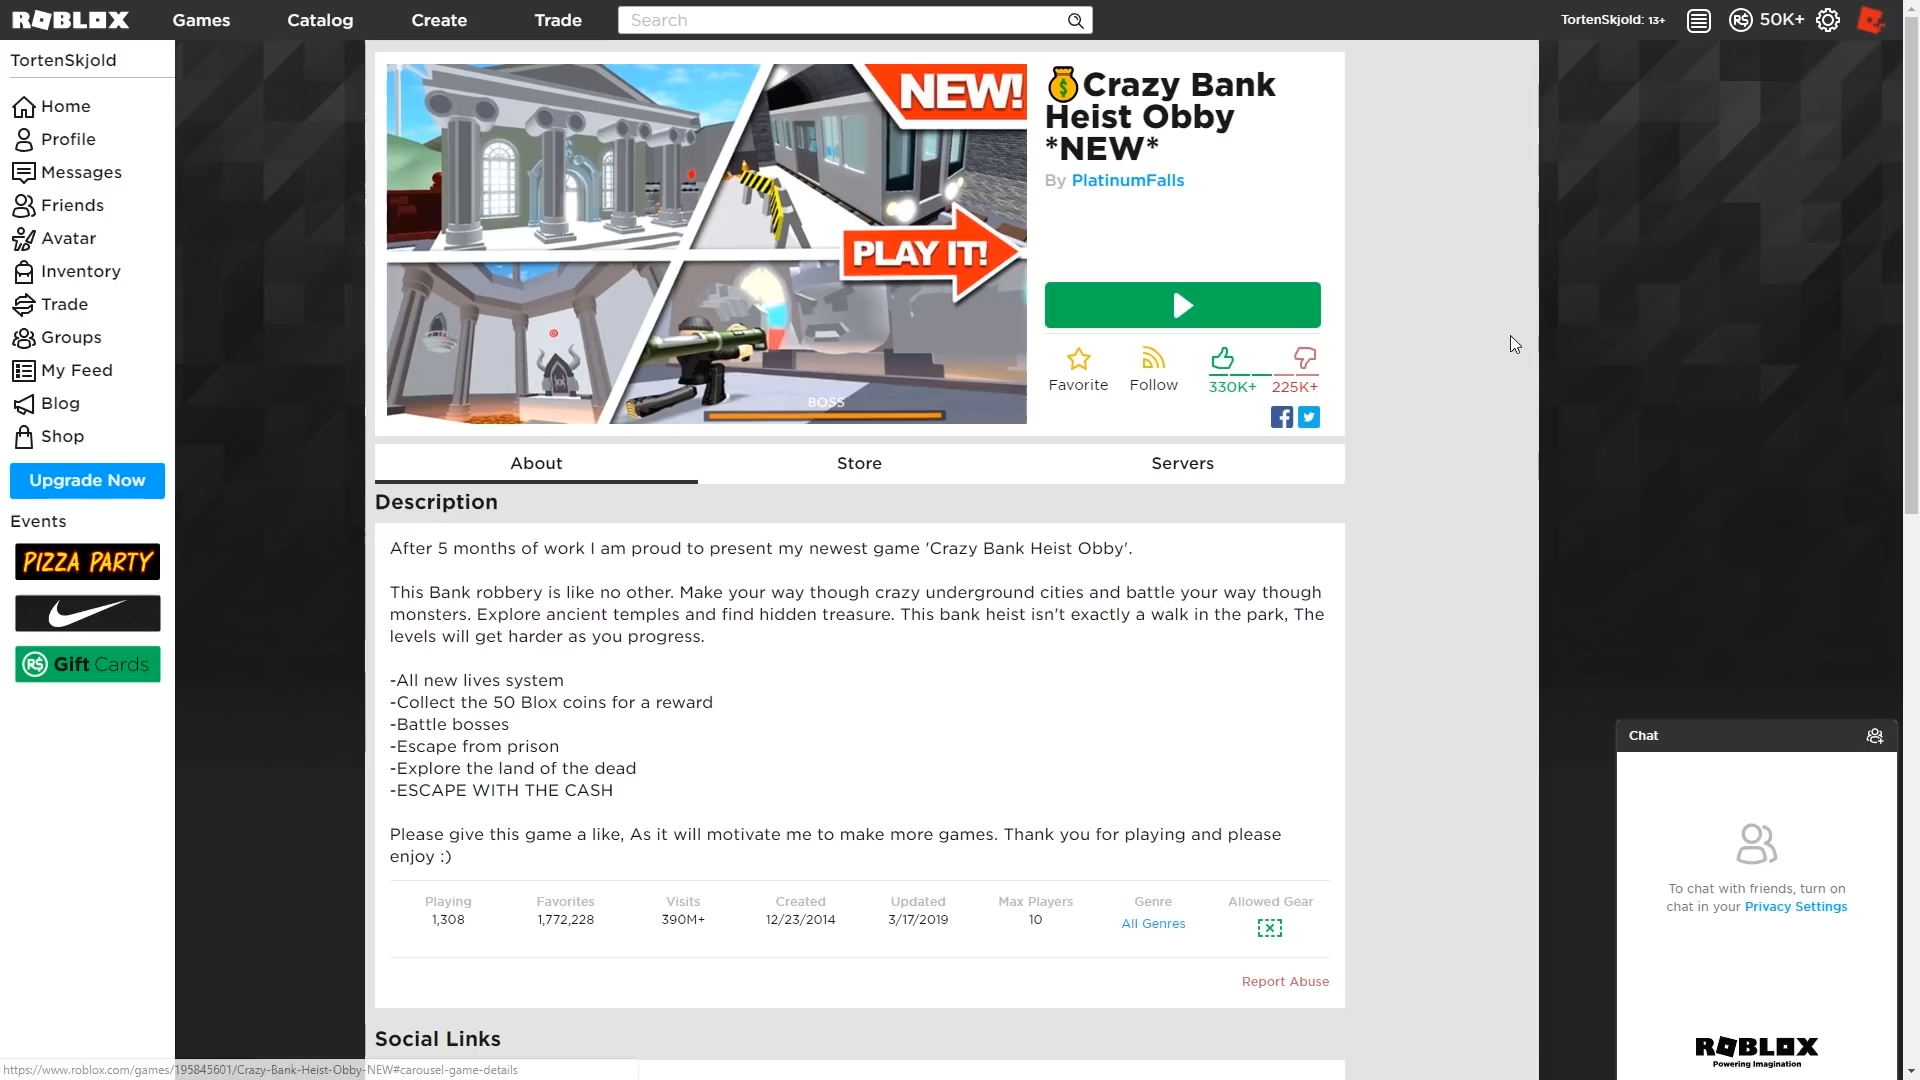 ROBLOX Games Catalog Create Trade Search TortenSkjold: 13+ 50K+
TortenSkjold
Home
Profile
Messages
Friends
Avatar
Inventory
Trade
Groups
My Feed
Blog
Shop
Upgrade Now
Events
PIZZA PARTY
Gift Cards
NEW!
PLAY IT!
BOSS
Crazy Bank
Heist Obby
*NEW*
By PlatinumFalls
Favorite Follow 330K+ 225K+
About Store Servers
Description
After 5 months of work I am proud to present my newest game 'Crazy Bank Heist Obby'.
This Bank robbery is like no other. Make your way though crazy underground cities and battle your way though
monsters. Explore ancient temples and find hidden treasure. This bank heist isn't exactly a walk in the park, The
levels will get harder as you progress.
-All new lives system
-Collect the 50 Blox coins for a reward
-Battle bosses
-Escape from prison
-Explore the land of the dead
-ESCAPE WITH THE CASH
Please give this game a like, As it will motivate me to make more games. Thank you for playing and please
enjoy :)
Playing Favorites Visits Created Updated Max Players Genre Allowed Gear
1,308 1,772,228 390M+ 12/23/2014 3/17/2019 10 All Genres
Report Abuse
Social Links
Chat
To chat with friends, turn on
chat in your Privacy Settings
ROBLOX
Powering Imagination
https://www.roblox.com/games/195845601/Crazy-Bank-Heist-Obby-NEW#carousel-game-details